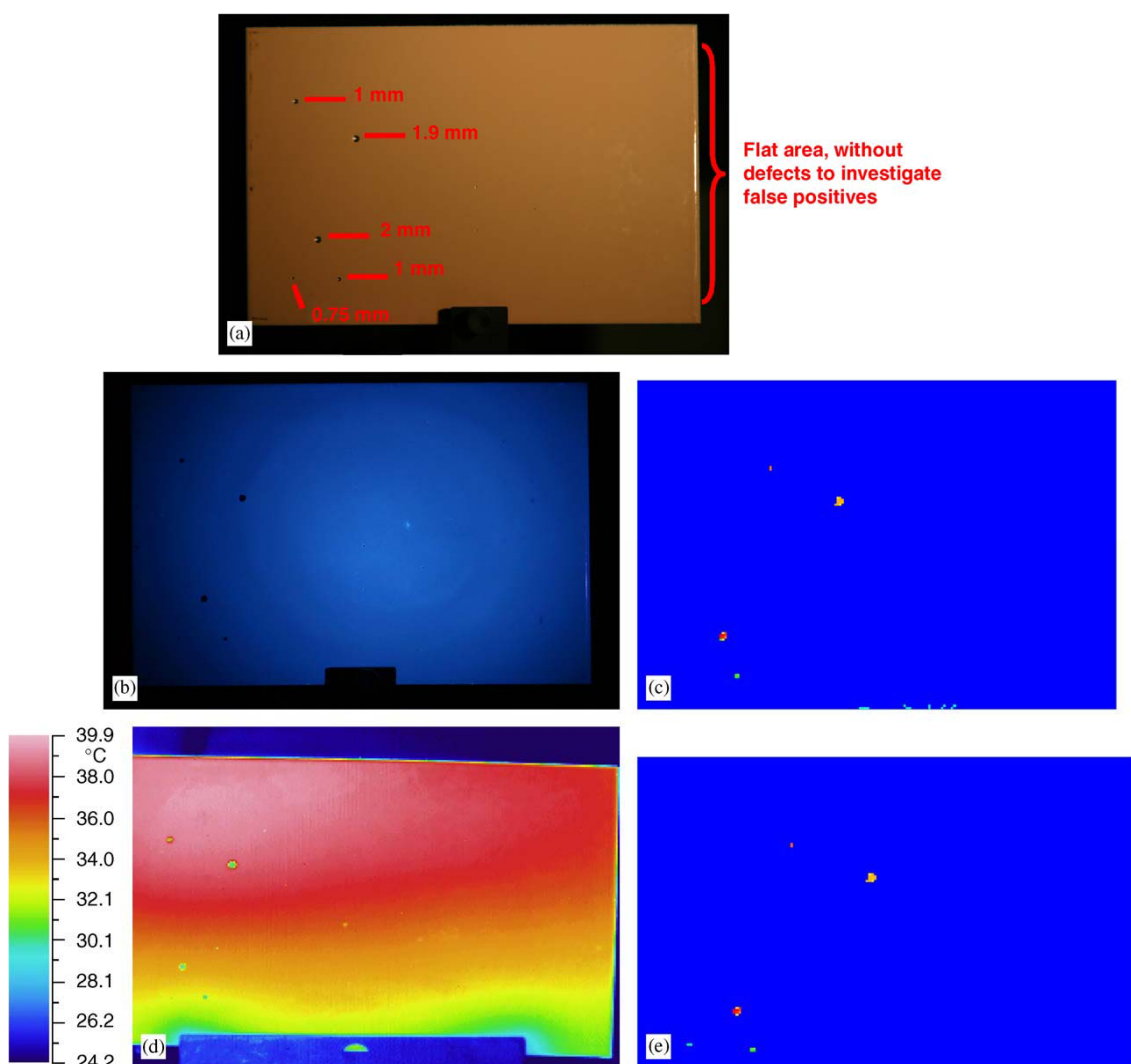 1 mm
1.9 mm
2 mm
1 mm
0.75 mm
Flat area, without
defects to investigate
false positives
(a)
(b)
(c)
39.9
°C
38.0
36.0
34.0
32.1
30.1
28.1
26.2
24.2
(d)
(e)